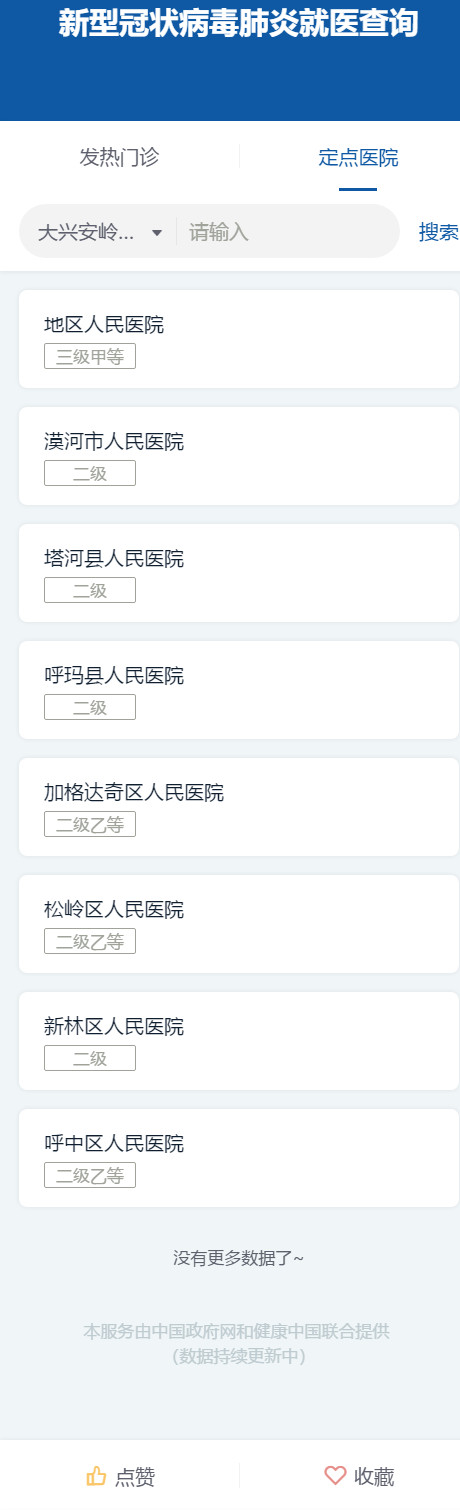 新型冠状病毒肺炎就医查询
发热门诊 定点医院
大兴安岭... 请输入 搜索
地区人民医院
三级甲等
漠河市人民医院
二级
塔河县人民医院
二级
呼玛县人民医院
二级
加格达奇区人民医院
二级乙等
松岭区人民医院
二级乙等
新林区人民医院
二级
呼中区人民医院
二级乙等
没有更多数据了~
本服务由中国政府网和健康中国联合提供
（数据持续更新中）
点赞 收藏